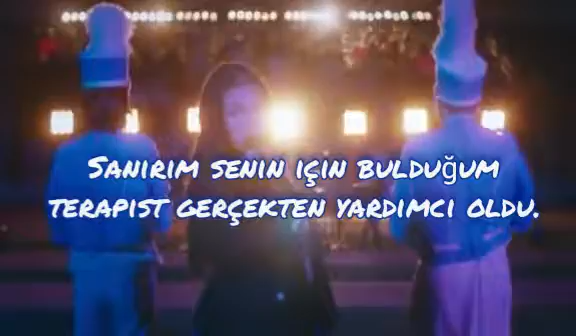 Sanırım senin için bulduğum
terapist gerçekten yardımcı oldu.